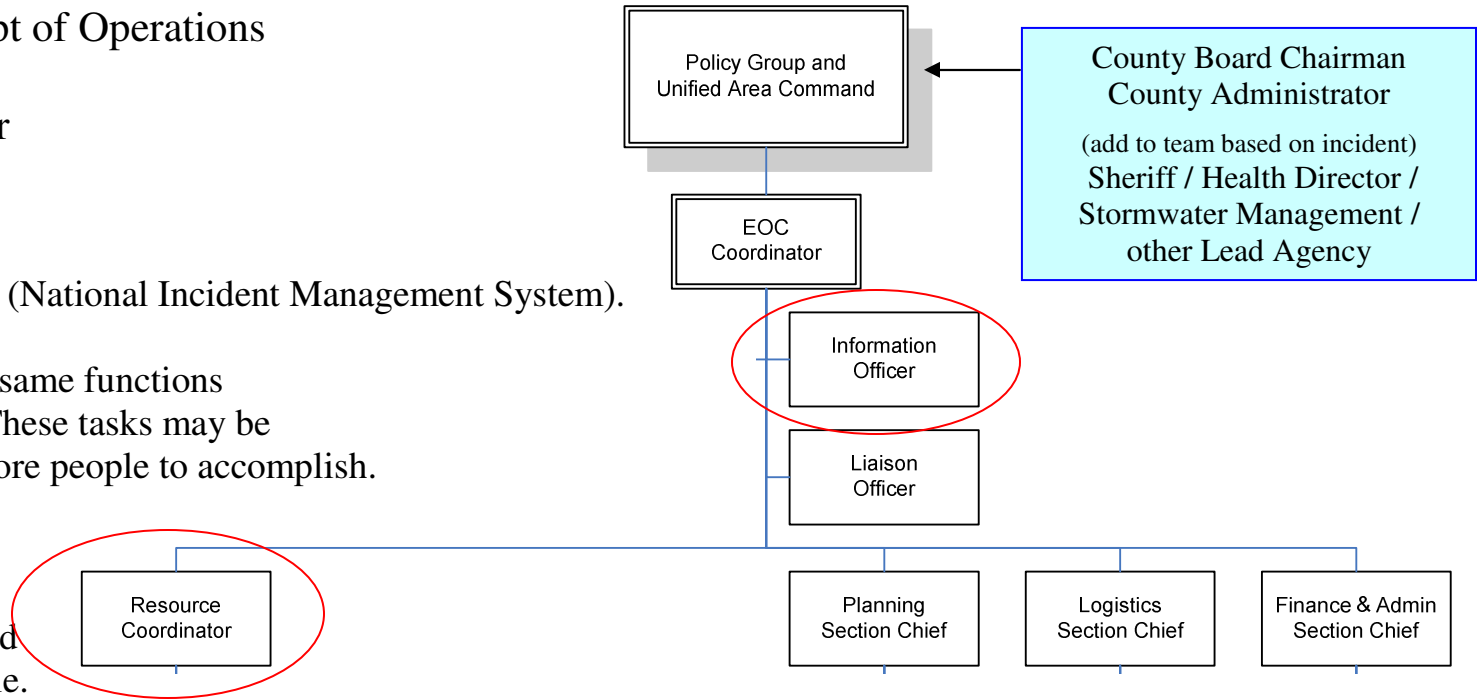 of Operations
(National Incident Management System).
same functions
These tasks may be
people to accomplish.
Policy Group and
Unified Area Command
County Board Chairman
County Administrator
(add to team based on incident)
Sheriff / Health Director /
Stormwater Management /
other Lead Agency
EOC
Coordinator
Information
Officer
Liaison
Officer
Resource
Coordinator
Planning
Section Chief
Logistics
Section Chief
Finance & Admin
Section Chief